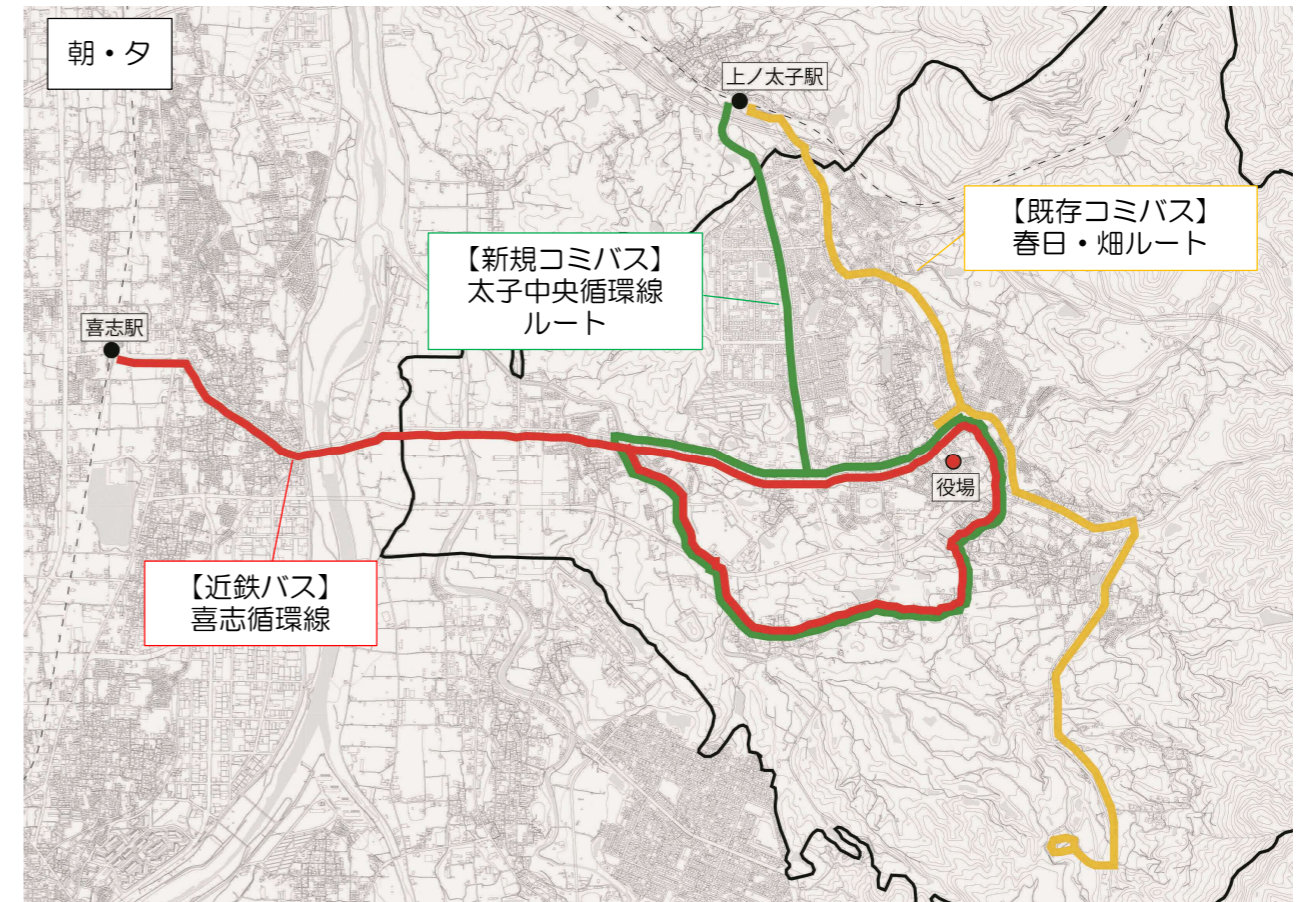 朝・夕
上ノ太子駅
【既存コミバス】
春日・畑ルート
【新規コミバス】
太子中央循環線
ルート
喜志駅
役場
【近鉄バス】
喜志循環線